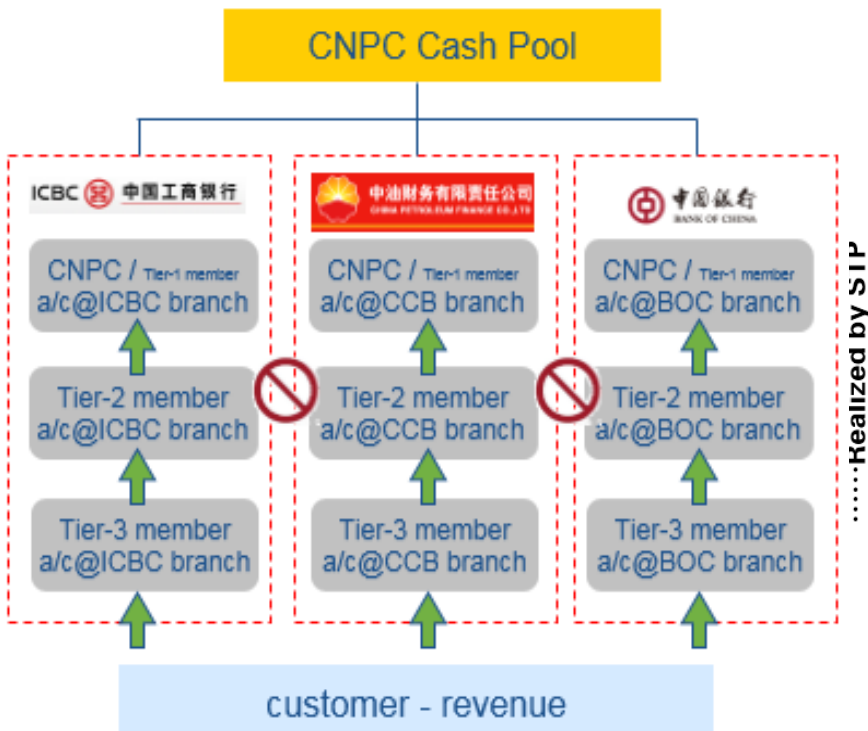 CNPC Cash Pool
ICBC 中国工商银行
中油财务有限责任公司
CHINA PETROLEUM FINANCE CO.,LTD
中国银行
BANK OF CHINA
CNPC / Tier-1 member
a/c@ICBC branch
CNPC / Tier-1 member
a/c@CCB branch
CNPC / Tier-1 member
a/c@BOC branch
Tier-2 member
a/c@ICBC branch
Tier-2 member
a/c@CCB branch
Tier-2 member
a/c@BOC branch
Tier-3 member
a/c@ICBC branch
Tier-3 member
a/c@CCB branch
Tier-3 member
a/c@BOC branch
......Realized by STP
customer - revenue